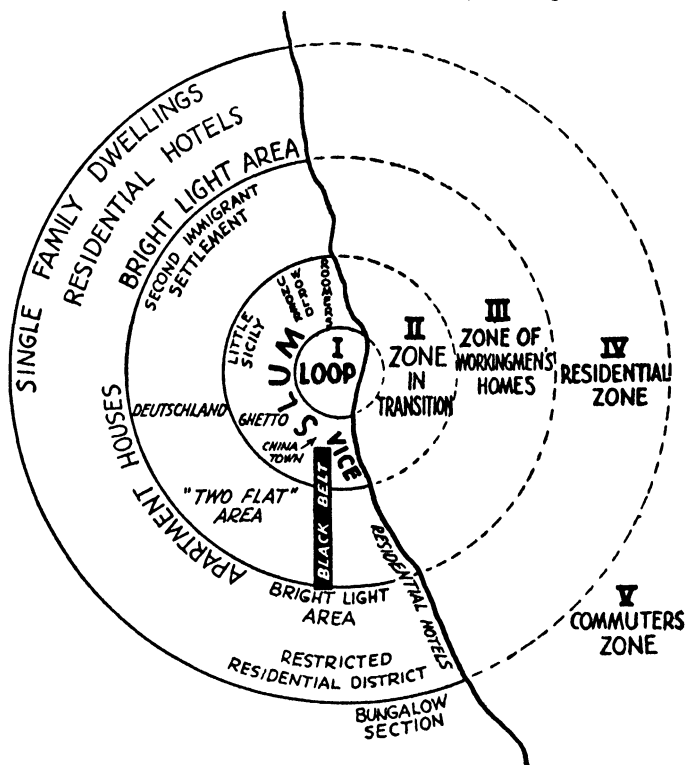 SINGLE FAMILY DWELLINGS
RESIDENTIAL HOTELS
BRIGHT LIGHT AREA
SECOND IMMIGRANT
SETTLEMENT
UNDER
WORLD
ROOMERS
LITTLE
SICILY
SLUM
I
LOOP
II
ZONE
IN
TRANSITION
III
ZONE OF
WORKINGMEN'S
HOMES
IV
RESIDENTIAL
ZONE
DEUTSCHLAND
GHETTO
CHINA
TOWN
VICE
APARTMENT HOUSES
"TWO FLAT"
AREA
BLACK BELT
BRIGHT LIGHT
AREA
RESIDENTIAL HOTELS
RESTRICTED
RESIDENTIAL DISTRICT
BUNGALOW
SECTION
V
COMMUTERS
ZONE